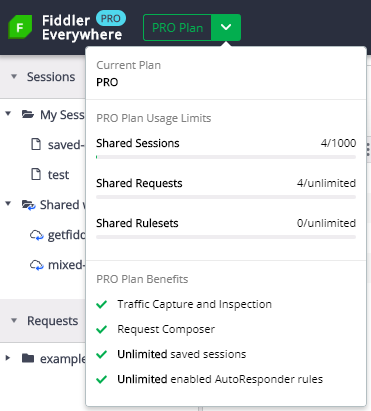 Fiddler PRO
Everywhere
PRO Plan
Sessions
My Sess
saved-
test
Shared w
getfidd
mixed-
Requests
example
Current Plan
PRO
PRO Plan Usage Limits
Shared Sessions 4/1000
Shared Requests 4/unlimited
Shared Rulesets 0/unlimited
PRO Plan Benefits
Traffic Capture and Inspection
Request Composer
Unlimited saved sessions
Unlimited enabled AutoResponder rules